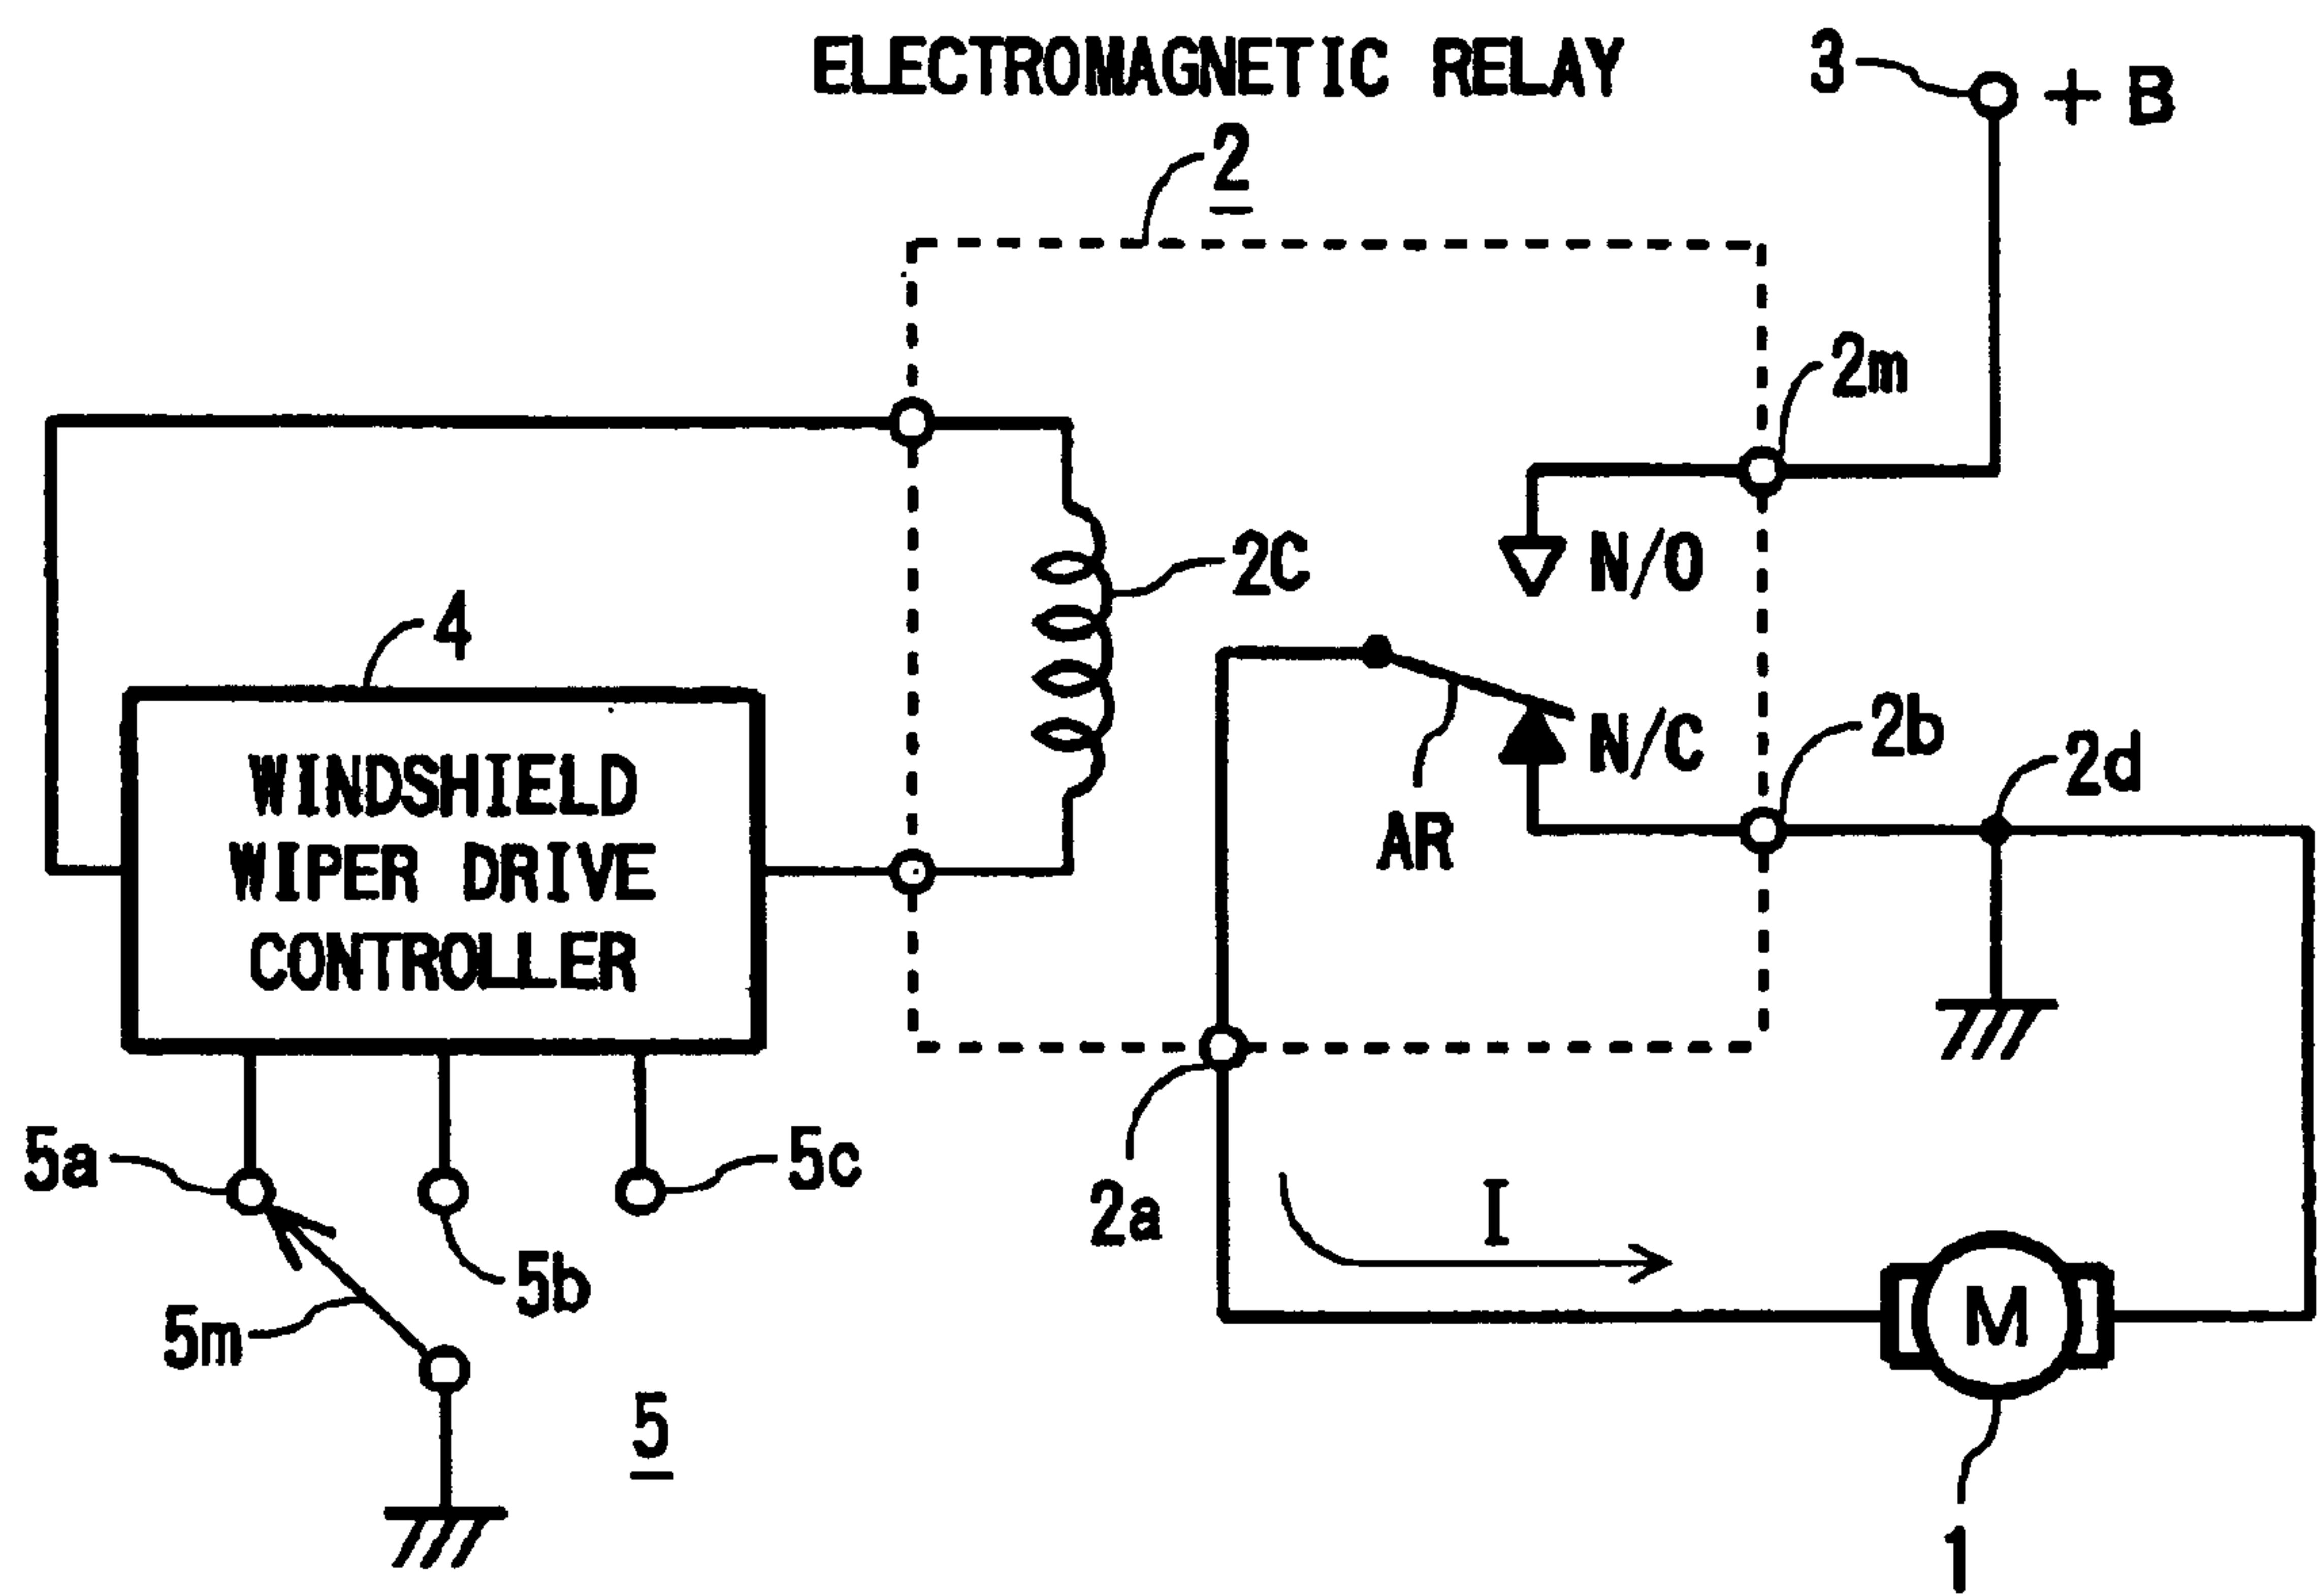 ELECTROMAGNETIC RELAY
3
+ B
2
2m
2C
N/O
4
N/C
2b
2d
AR
WINDSHIELD
WIPER DRIVE
CONTROLLER
5a
5c
2a
I
5b
5m
M
5
1